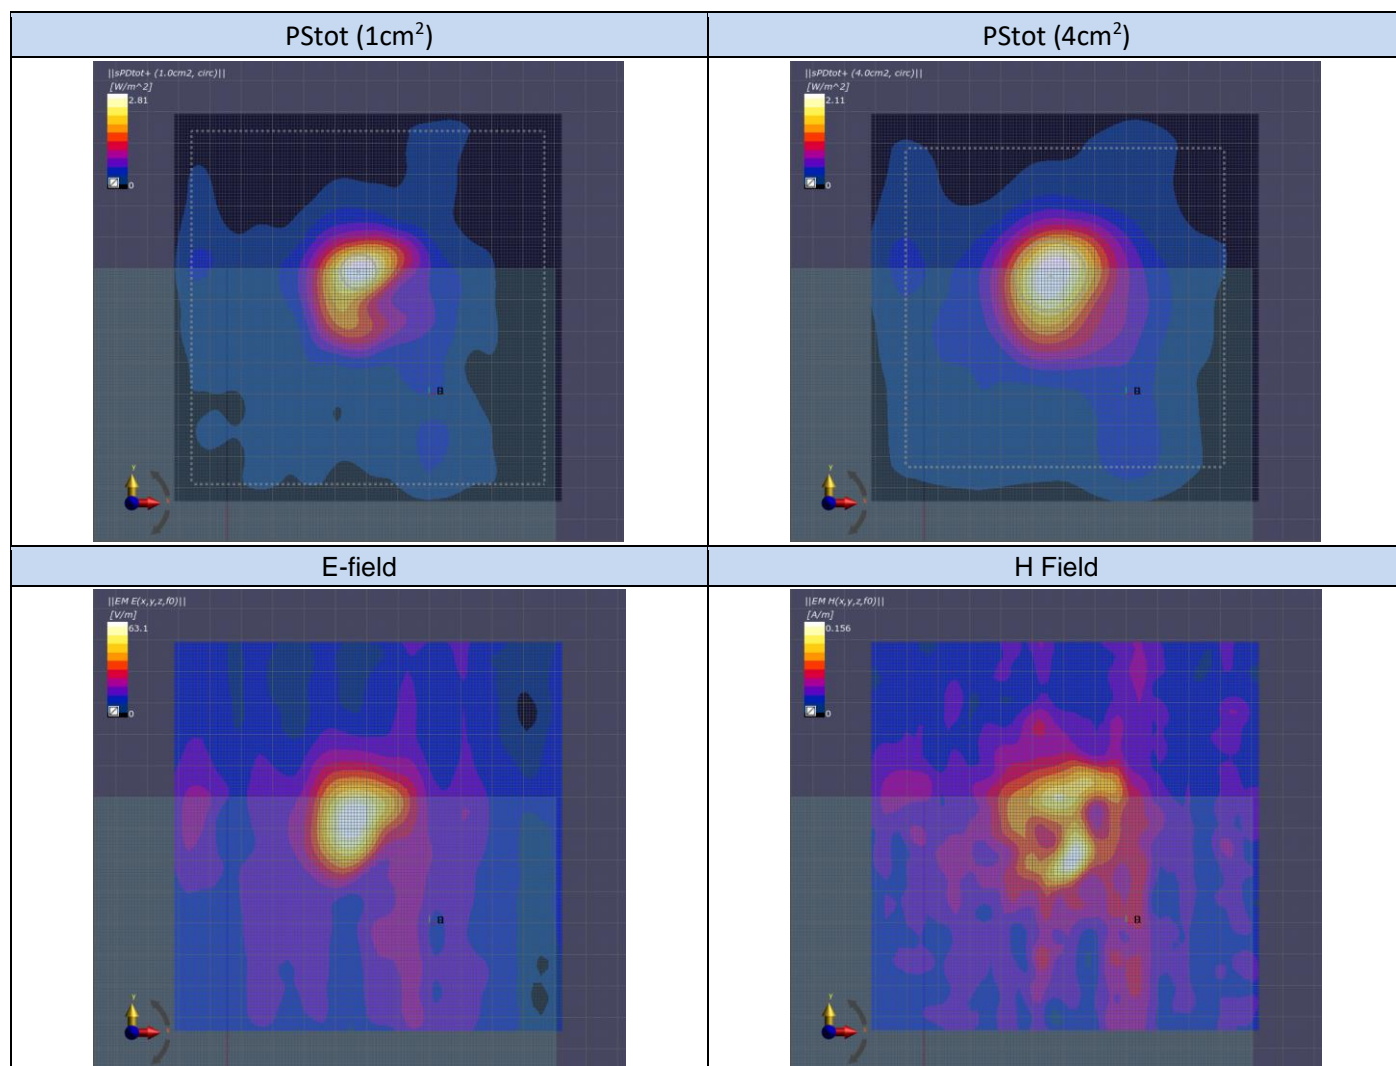 PStot (1cm²)
PStot (4cm²)
||sPDtot+ (1.0cm2, circ)||
[W/m^2]
2.81
0
y
||sPDtot+ (4.0cm2, circ)||
[W/m^2]
2.11
0
y
E-field
H Field
||EM E(x,y,z,f0)||
[V/m]
63.1
0
y
||EM H(x,y,z,f0)||
[A/m]
0.156
0
y